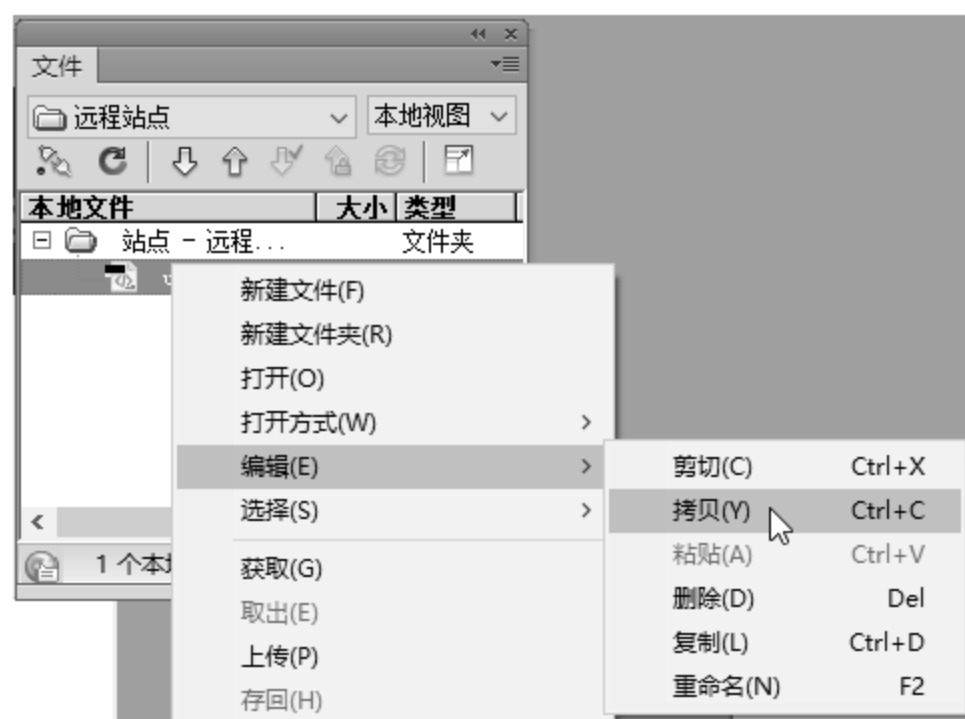 文件
远程站点
本地视图
本地文件 大小 类型
站点 - 远程... 文件夹
新建文件(F)
新建文件夹(R)
打开(O)
打开方式(W)
编辑(E)
选择(S)
获取(G)
取出(E)
上传(P)
存回(H)
剪切(C) Ctrl+X
拷贝(Y) Ctrl+C
粘贴(A) Ctrl+V
删除(D) Del
复制(L) Ctrl+D
重命名(N) F2
1 个本